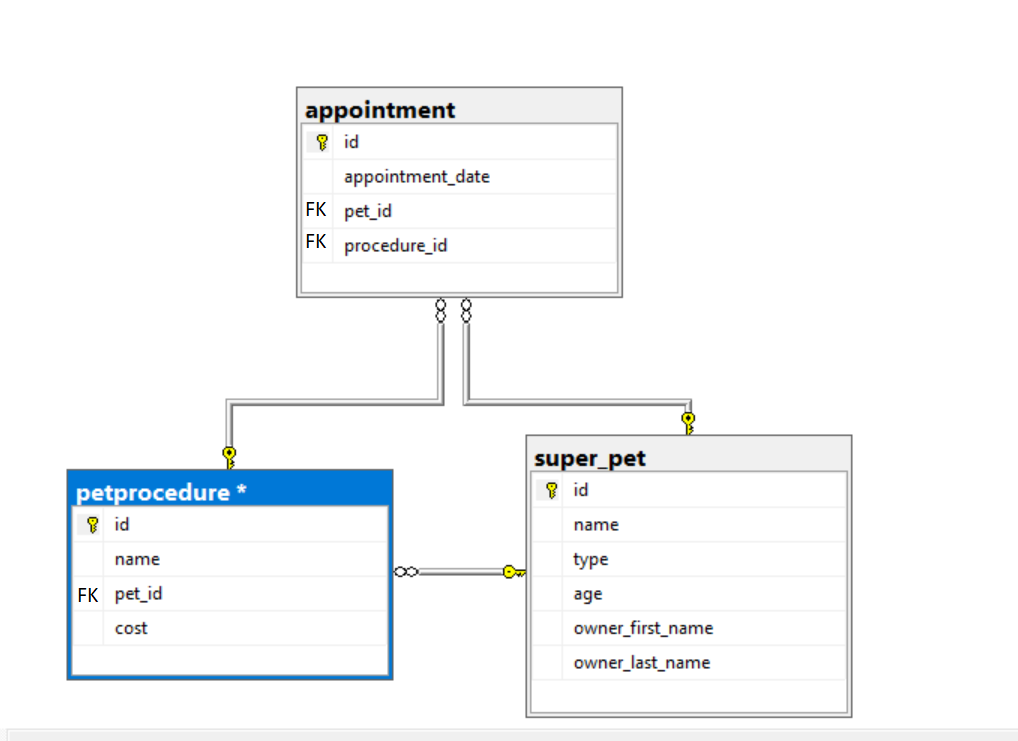 appointment
id
appointment_date
FK pet_id
FK procedure_id
petprocedure *
id
name
FK pet_id
cost
super_pet
id
name
type
age
owner_first_name
owner_last_name